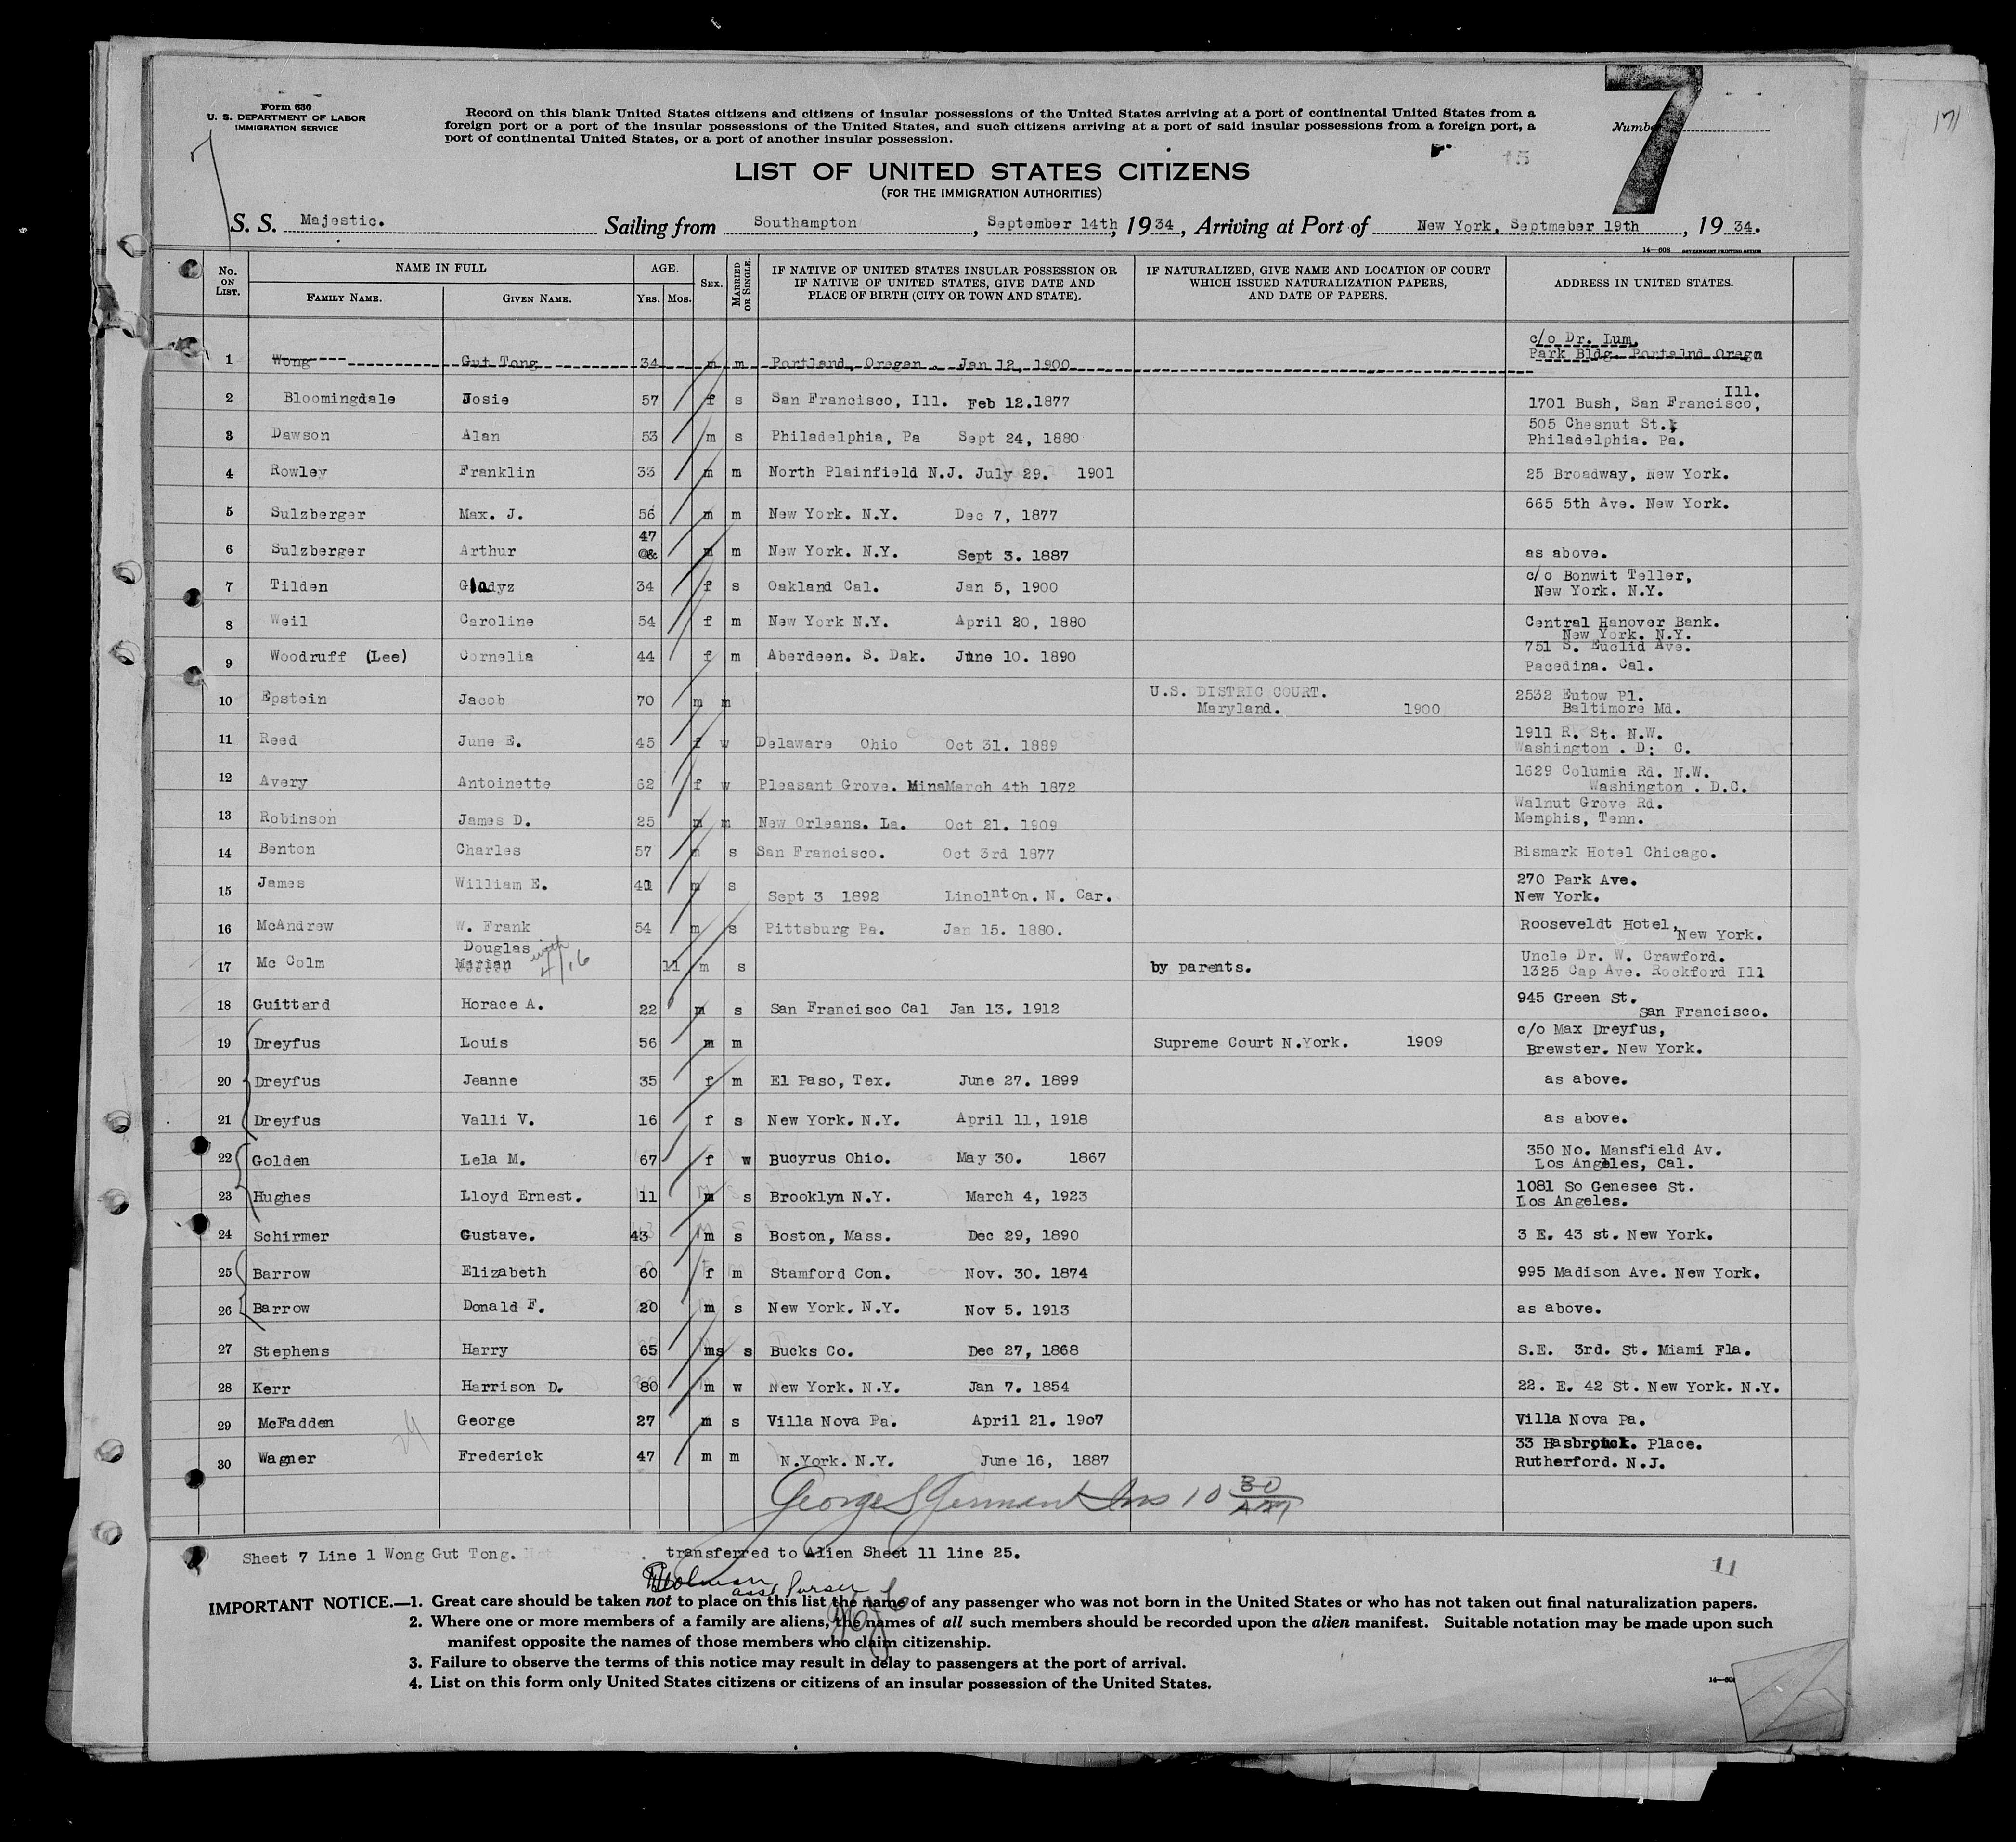 Form 630
U. S. DEPARTMENT OF LABOR
IMMIGRATION SERVICE
Record on this blank United States citizens and citizens of insular possessions of the United States arriving at a port of continental United States from a
foreign port or a port of the insular possessions of the United States, and such citizens arriving at a port of said insular possessions from a foreign port, a
port of continental United States, or a port of another insular possession.
Number
7
7
15
171
LIST OF UNITED STATES CITIZENS
(FOR THE IMMIGRATION AUTHORITIES)
S. S. Majestic. Sailing from Southampton, September 14th, 1934, Arriving at Port of New York, Septmeber 19th, 1934.
14—608 GOVERNMENT PRINTING OFFICE
No. ON LIST. NAME IN FULL FAMILY NAME. GIVEN NAME. AGE. YRS. MOS. SEX. MARRIED OR SINGLE. IF NATIVE OF UNITED STATES INSULAR POSSESSION OR IF NATIVE OF UNITED STATES, GIVE DATE AND PLACE OF BIRTH (CITY OR TOWN AND STATE). IF NATURALIZED, GIVE NAME AND LOCATION OF COURT WHICH ISSUED NATURALIZATION PAPERS, AND DATE OF PAPERS. ADDRESS IN UNITED STATES.
1 Wong Gut Tong 34 m m Portland, Oregan . Jan 12, 1900 c/o Dr. Lum, Park Bldg. Portelnd Oregn
2 Bloomingdale Josie 57 f s San Francisco, Ill. Feb 12.1877 1701 Bush, San Francisco, Ill.
3 Dawson Alan 53 m s Philadelphia, Pa Sept 24, 1880 505 Chesnut St. Philadelphia. Pa.
4 Rowley Franklin 33 m m North Plainfield N.J. July 29. 1901 25 Broadway, New York.
5 Sulzberger Max. J. 56 m m New York. N.Y. Dec 7, 1877 665 5th Ave. New York.
6 Sulzberger Arthur 47 m m New York. N.Y. Sept 3. 1887 as above.
7 Tilden Gladyz 34 f s Oakland Cal. Jan 5, 1900 c/o Bonwit Teller, New York. N.Y.
8 Weil Caroline 54 f m New York N.Y. April 20, 1880 Central Hanover Bank. New York. N.Y.
9 Woodruff (Lee) Cornelia 44 f m Aberdeen. S. Dak. June 10. 1890 751 S. Euclid Ave. Pacedina. Cal.
10 Epstein Jacob 70 m m U.S. DISTRIC COURT. Maryland. 1900 2532 Eutow Pl. Baltimore Md.
11 Reed June E. 45 f w Delaware Ohio Oct 31. 1889 1911 R. St. N.W. Washington . D: C.
12 Avery Antoinette 62 f w Pleasant Grove. Mina March 4th 1872 1629 Columia Rd. N.W. Washington . D.C.
13 Robinson James D. 25 m m New Orleans. La. Oct 21. 1909 Walnut Grove Rd. Memphis, Tenn.
14 Benton Charles 57 m s San Francisco. Oct 3rd 1877 Bismark Hotel Chicago.
15 James William E. 41 m s Sept 3 1892 Linolnton. N. Car. 270 Park Ave. New York.
16 McAndrew W. Frank 54 m s Pittsburg Pa. Jan 15. 1880. Rooseveldt Hotel, New York.
17 Mc Colm Douglas Marian with 4/16 11 m s by parents. Uncle Dr. W. Crawford. 1325 Cap Ave. Rockford Ill
18 Guittard Horace A. 22 m s San Francisco Cal Jan 13. 1912 945 Green St. San Francisco.
19 Dreyfus Louis 56 m m Supreme Court N.York. 1909 c/o Max Dreyfus, Brewster. New York.
20 Dreyfus Jeanne 35 f m El Paso, Tex. June 27. 1899 as above.
21 Dreyfus Valli V. 16 f s New York. N.Y. April 11, 1918 as above.
22 Golden Lela M. 67 f w Bucyrus Ohio. May 30. 1867 350 No. Mansfield Av. Los Angeles, Cal.
23 Hughes Lloyd Ernest. 11 m s Brooklyn N.Y. March 4, 1923 1081 So Genesee St. Los Angeles.
24 Schirmer Gustave. 43 m s Boston, Mass. Dec 29, 1890 3 E. 43 st. New York.
25 Barrow Elizabeth 60 f m Stamford Con. Nov. 30. 1874 995 Madison Ave. New York.
26 Barrow Donald F. 20 m s New York. N.Y. Nov 5. 1913 as above.
27 Stephens Harry 65 ms s Bucks Co. Dec 27, 1868 S.E. 3rd. St. Miami Fla.
28 Kerr Harrison D. 80 m w New York. N.Y. Jan 7. 1854 22. E. 42 St. New York. N.Y.
29 McFadden George 27 m s Villa Nova Pa. April 21. 1907 Villa Nova Pa.
30 Wagner Frederick 47 m m N.York. N.Y. June 16, 1887 33 Hasbrouck. Place. Rutherford. N.J.
George Ins 10 30 AM
Sheet 7 Line 1 Wong Gut Tong. transferred to Alien Sheet 11 line 25.
asst Purser
11
IMPORTANT NOTICE.—1. Great care should be taken not to place on this list the name of any passenger who was not born in the United States or who has not taken out final naturalization papers.
2. Where one or more members of a family are aliens, the names of all such members should be recorded upon the alien manifest. Suitable notation may be made upon such
manifest opposite the names of those members who claim citizenship.
3. Failure to observe the terms of this notice may result in delay to passengers at the port of arrival.
4. List on this form only United States citizens or citizens of an insular possession of the United States.
14—608